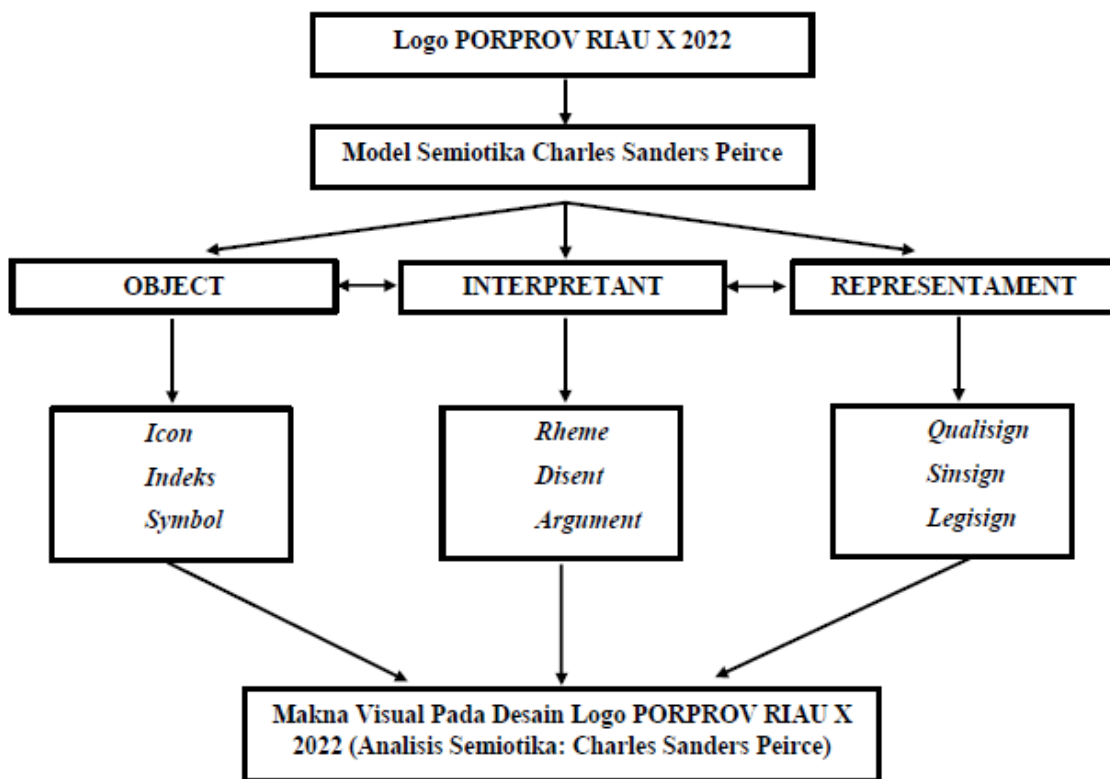 Logo PORPROV RIAU X 2022
Model Semiotika Charles Sanders Peirce
OBJECT
INTERPRETANT
REPRESENTAMENT
Icon
Indeks
Symbol
Rheme
Disent
Argument
Qualisign
Sinsign
Legisign
Makna Visual Pada Desain Logo PORPROV RIAU X
2022 (Analisis Semiotika: Charles Sanders Peirce)